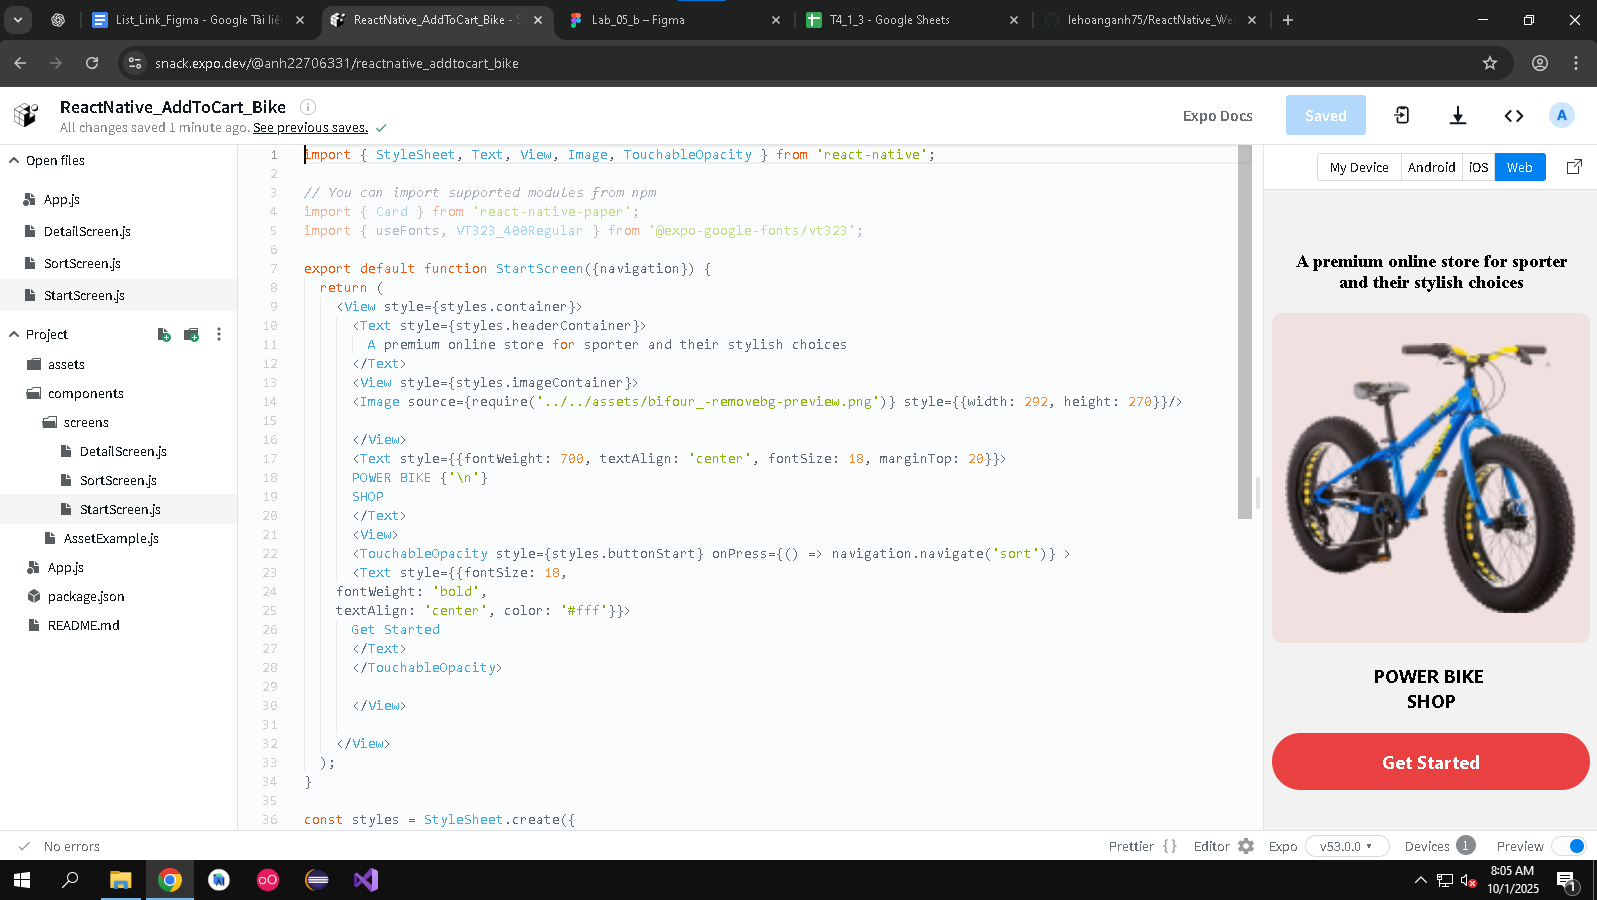 List_Link_Figma - Google Tài liệ
ReactNative_AddToCart_Bike - S
Lab_05_b – Figma
T4_1_3 - Google Sheets
lehoanganh75/ReactNative_We
snack.expo.dev/@anh22706331/reactnative_addtocart_bike
ReactNative_AddToCart_Bike
All changes saved 1 minute ago. See previous saves.
Expo Docs
Saved
A
Open files
App.js
DetailScreen.js
SortScreen.js
StartScreen.js
Project
assets
components
screens
DetailScreen.js
SortScreen.js
StartScreen.js
AssetExample.js
App.js
package.json
README.md
1 import { StyleSheet, Text, View, Image, TouchableOpacity } from 'react-native';
2
3 // You can import supported modules from npm
4 import { Card } from 'react-native-paper';
5 import { useFonts, VT323_400Regular } from '@expo-google-fonts/vt323';
6
7 export default function StartScreen({navigation}) {
8 return (
9 <View style={styles.container}>
10 <Text style={styles.headerContainer}>
11 A premium online store for sporter and their stylish choices
12 </Text>
13 <View style={styles.imageContainer}>
14 <Image source={require('../../assets/bifour_-removebg-preview.png')} style={{width: 292, height: 270}}/>
15
16 </View>
17 <Text style={{fontWeight: 700, textAlign: 'center', fontSize: 18, marginTop: 20}}>
18 POWER BIKE {'\n'}
19 SHOP
20 </Text>
21 <View>
22 <TouchableOpacity style={styles.buttonStart} onPress={() => navigation.navigate('sort')} >
23 <Text style={{fontSize: 18,
24 fontWeight: 'bold',
25 textAlign: 'center', color: '#fff'}}>
26 Get Started
27 </Text>
28 </TouchableOpacity>
29
30 </View>
31
32 </View>
33 );
34 }
35
36 const styles = StyleSheet.create({
My Device
Android
iOS
Web
A premium online store for sporter
and their stylish choices
POWER BIKE
SHOP
Get Started
No errors
Prettier {}
Editor
Expo
v53.0.0
Devices 1
Preview
8:05 AM
10/1/2025
1